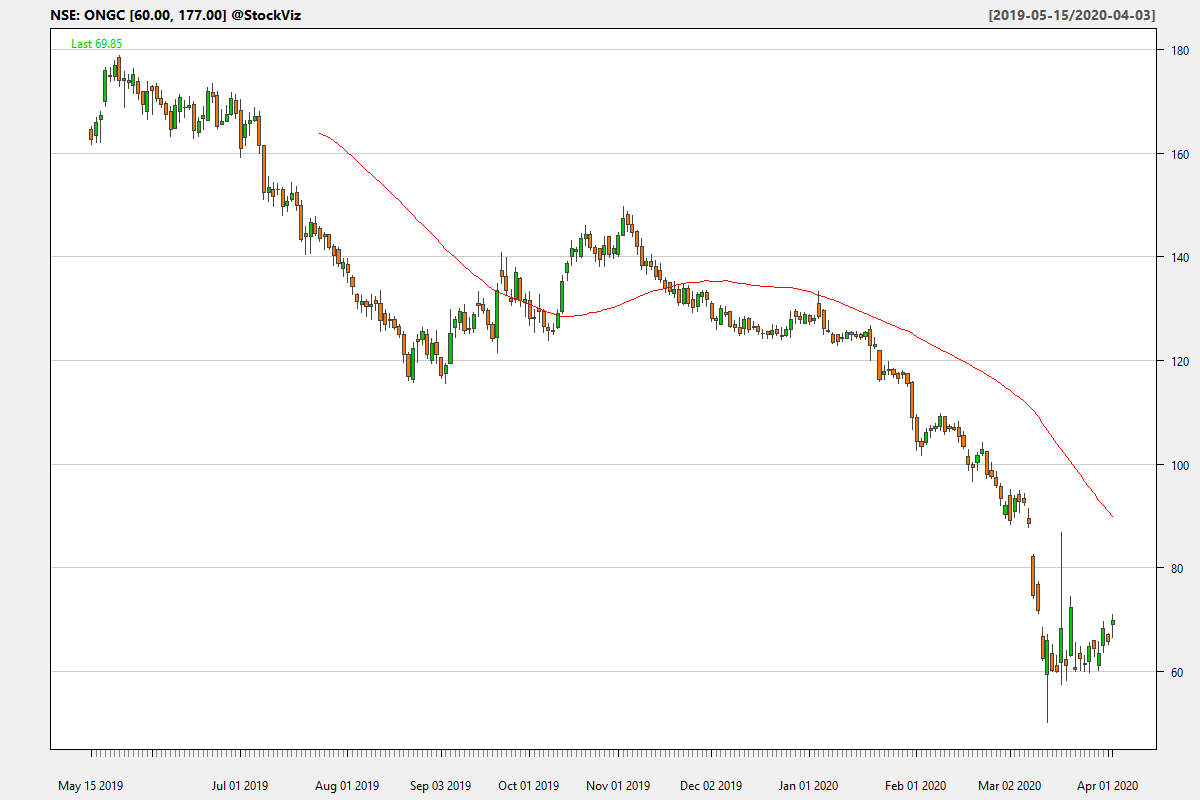 NSE: ONGC [60.00, 177.00] @StockViz
[2019-05-15/2020-04-03]
Last 69.85
180
160
140
120
100
80
60
May 15 2019 Jul 01 2019 Aug 01 2019 Sep 03 2019 Oct 01 2019 Nov 01 2019 Dec 02 2019 Jan 01 2020 Feb 01 2020 Mar 02 2020 Apr 01 2020